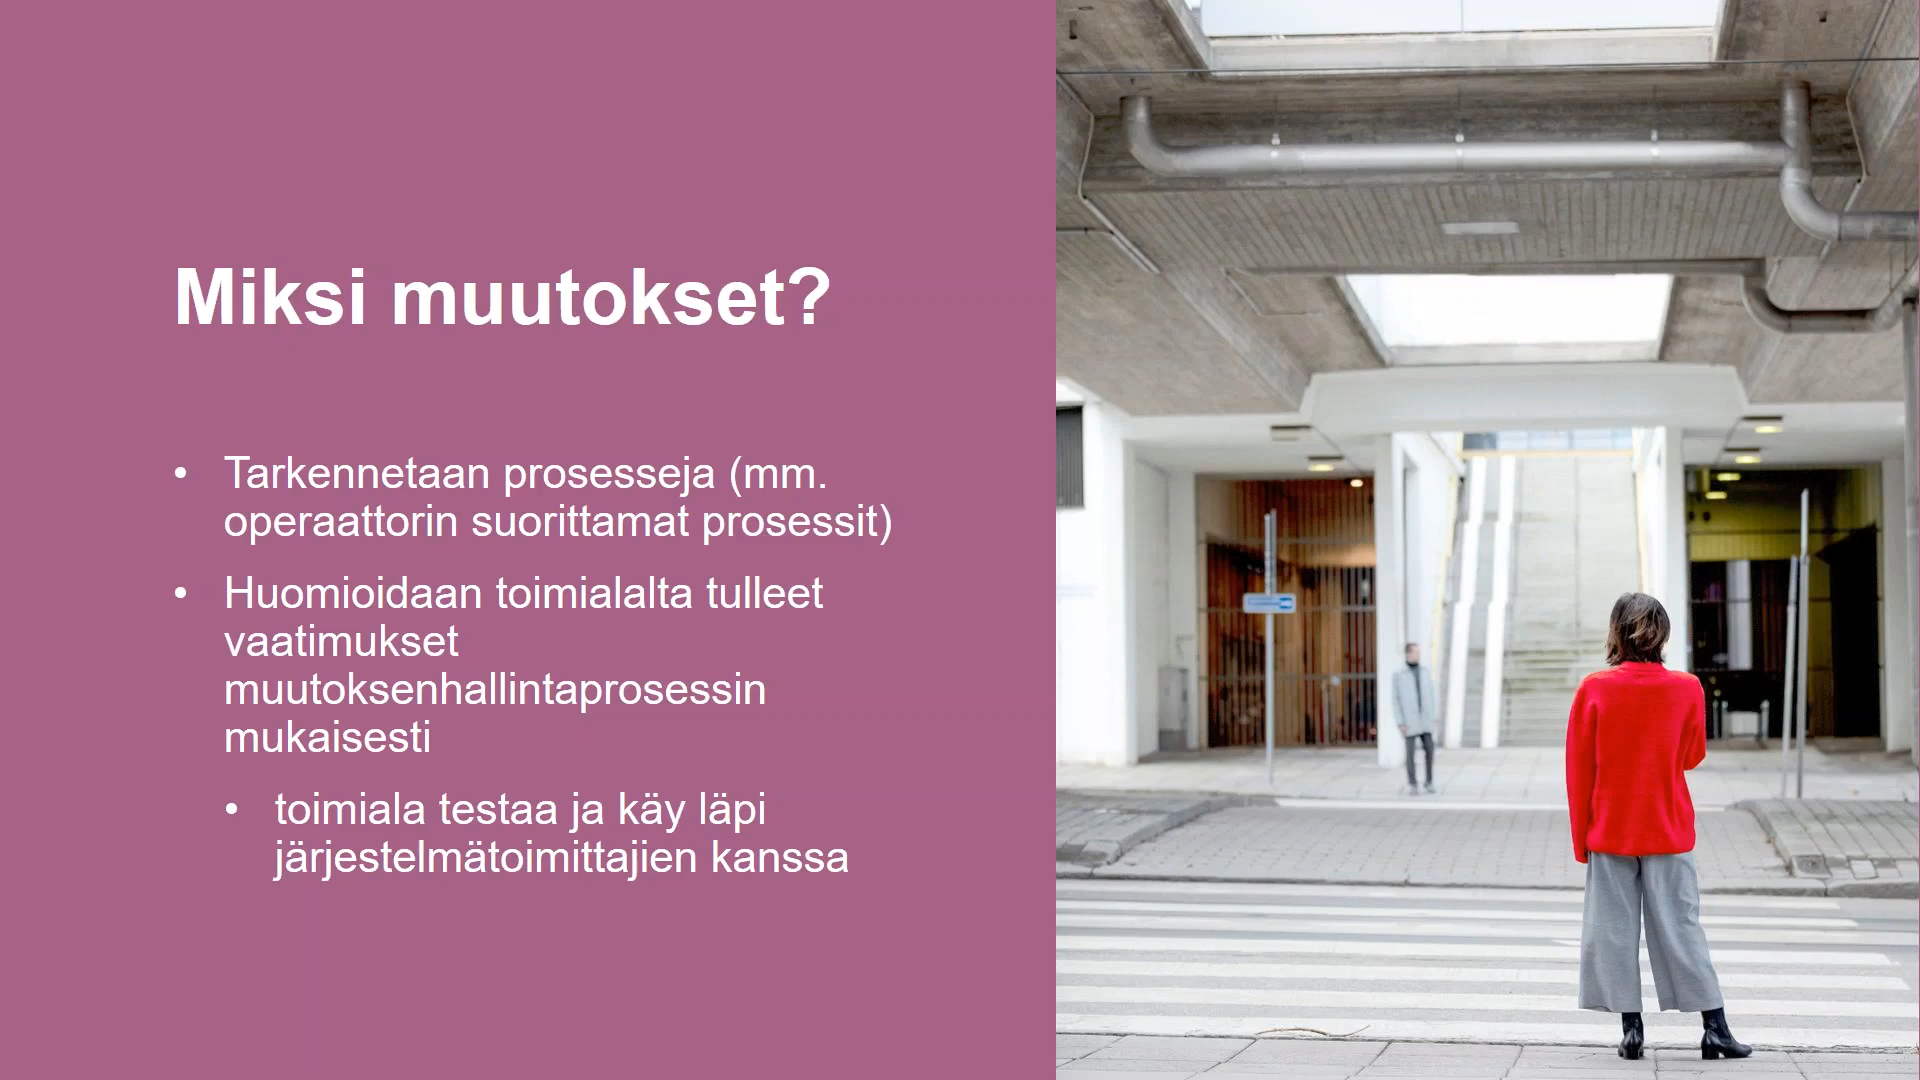 Miksi muutokset?
• Tarkennetaan prosesseja (mm.
operaattorin suorittamat prosessit)
• Huomioidaan toimialalta tulleet
vaatimukset
muutoksenhallintaprosessin
mukaisesti
• toimiala testaa ja käy läpi
järjestelmätoimittajien kanssa